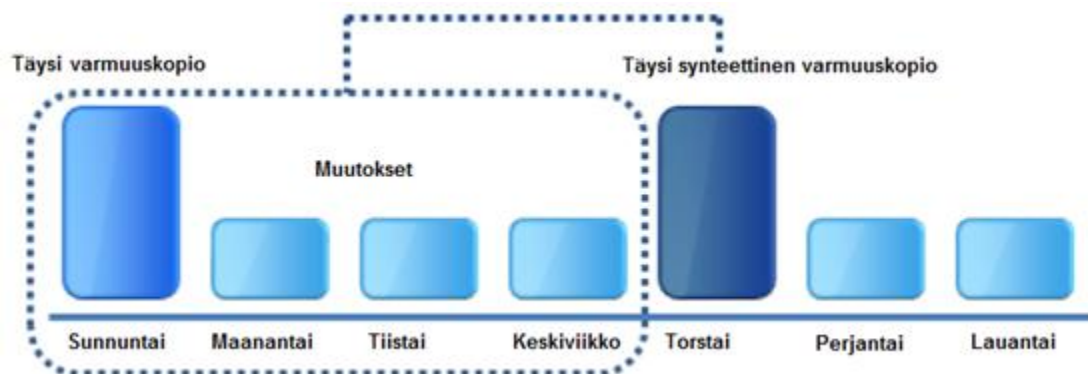 Täysi varmuuskopio
Täysi synteettinen varmuuskopio
Muutokset
Sunnuntai
Maanantai
Tiistai
Keskiviikko
Torstai
Perjantai
Lauantai